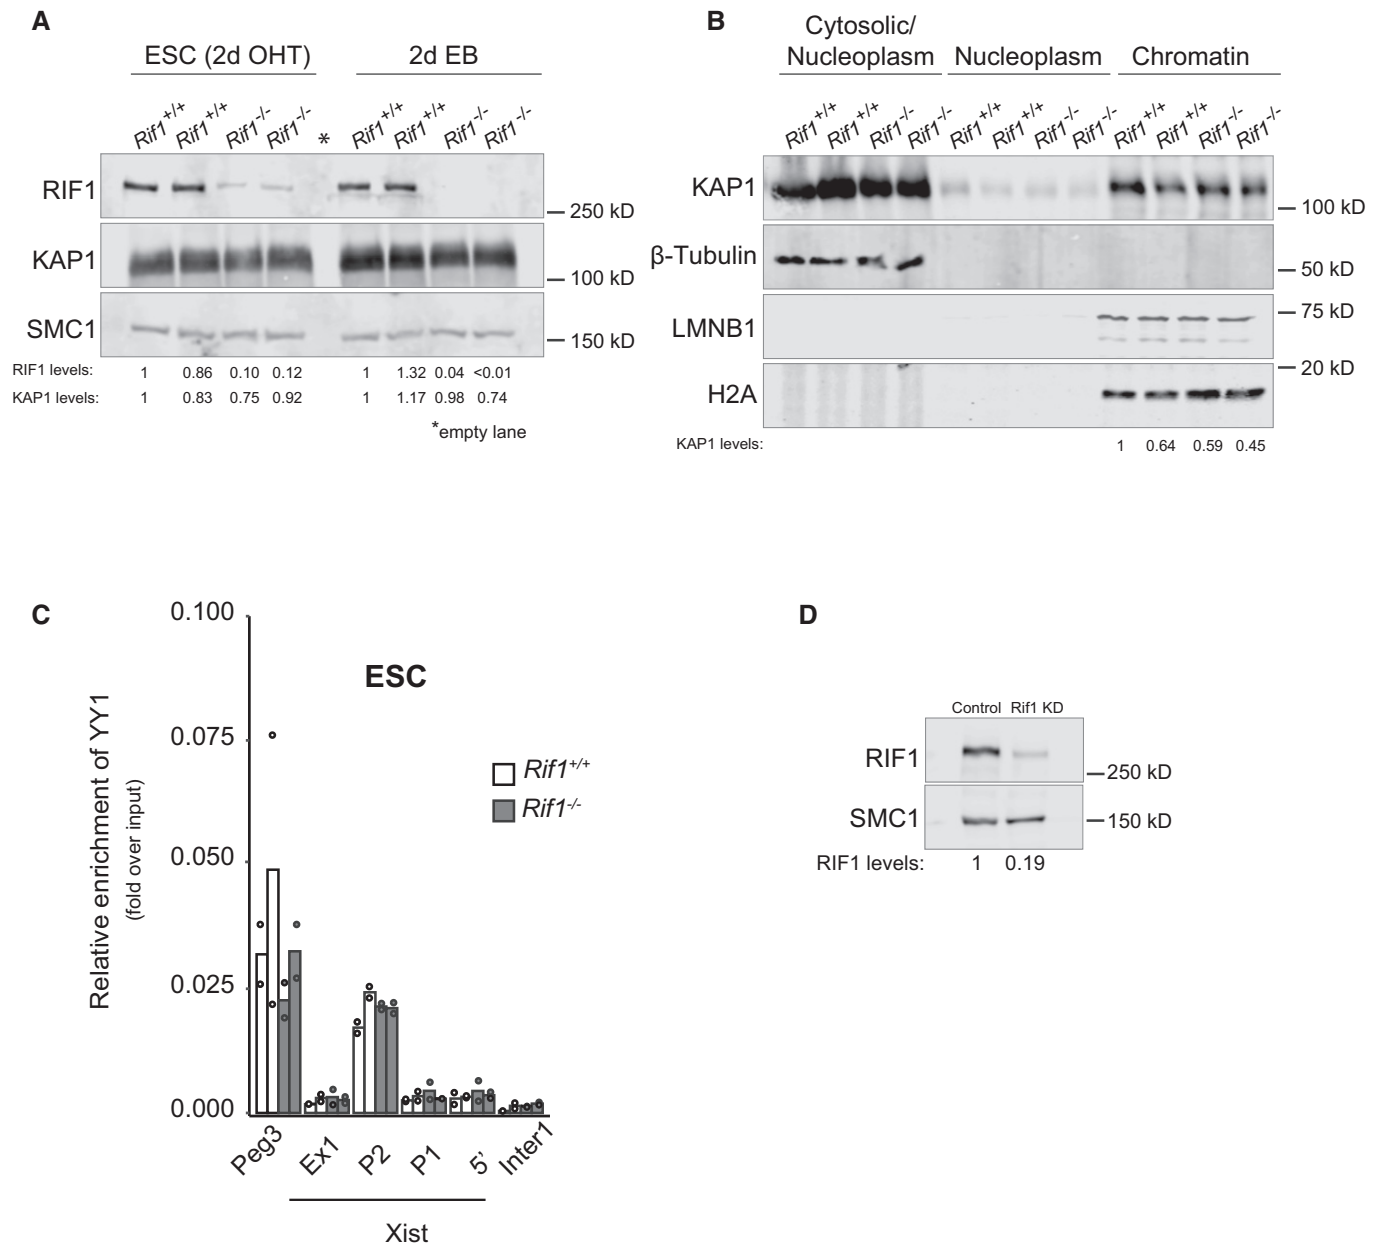 A
ESC (2d OHT)
2d EB
Rif1+/+ Rif1+/+ Rif1-/- Rif1-/- * Rif1+/+ Rif1+/+ Rif1-/- Rif1-/-
RIF1
250 kD
KAP1
100 kD
SMC1
150 kD
RIF1 levels: 1 0.86 0.10 0.12 1 1.32 0.04 <0.01
KAP1 levels: 1 0.83 0.75 0.92 1 1.17 0.98 0.74
*empty lane
B
Cytosolic/
Nucleoplasm
Nucleoplasm
Chromatin
Rif1+/+ Rif1+/+ Rif1-/- Rif1-/- Rif1+/+ Rif1+/+ Rif1-/- Rif1-/- Rif1+/+ Rif1+/+ Rif1-/- Rif1-/-
KAP1
100 kD
β-Tubulin
50 kD
LMNB1
75 kD
20 kD
H2A
KAP1 levels: 1 0.64 0.59 0.45
C
ESC
Relative enrichment of YY1
(fold over input)
0.100
0.075
0.050
0.025
0.000
Rif1+/+
Rif1-/-
Peg3 Ex1 P2 P1 5' Inter1
Xist
D
Control Rif1 KD
RIF1
250 kD
SMC1
150 kD
RIF1 levels: 1 0.19